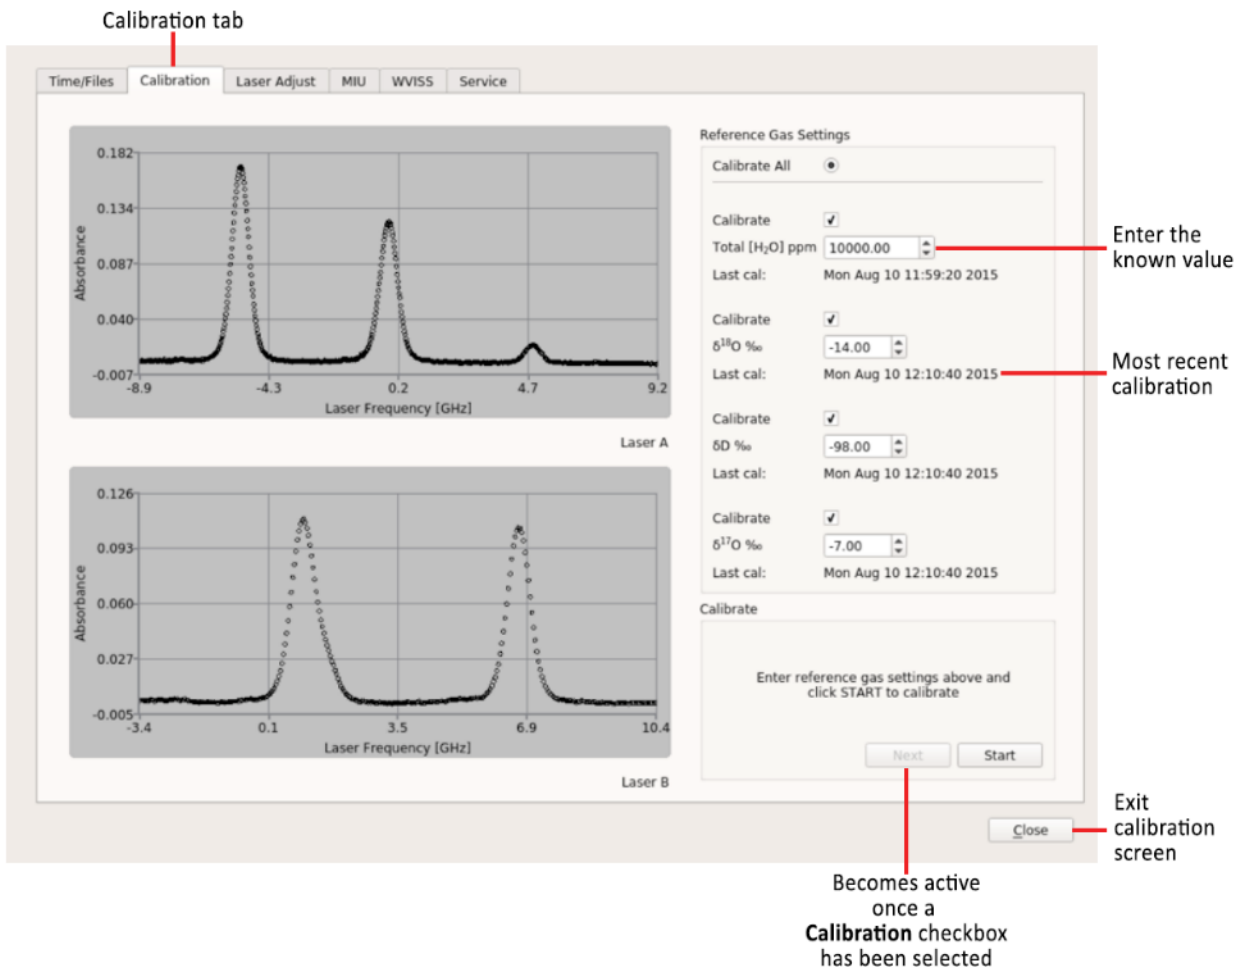 Calibration tab
Time/Files Calibration Laser Adjust MIU WVISS Service
0.182
0.134
0.087
0.040
-0.007
Absorbance
-8.9 -4.3 0.2 4.7 9.2
Laser Frequency [GHz]
Laser A
0.126
0.093
0.060
0.027
-0.005
Absorbance
-3.4 0.1 3.5 6.9 10.4
Laser Frequency [GHz]
Laser B
Reference Gas Settings
Calibrate All
Calibrate
Total [H₂O] ppm 10000.00
Last cal: Mon Aug 10 11:59:20 2015
Calibrate
δ¹⁸O ‰ -14.00
Last cal: Mon Aug 10 12:10:40 2015
Calibrate
δD ‰ -98.00
Last cal: Mon Aug 10 12:10:40 2015
Calibrate
δ¹⁷O ‰ -7.00
Last cal: Mon Aug 10 12:10:40 2015
Calibrate
Enter reference gas settings above and
click START to calibrate
Next Start
Close
Enter the
known value
Most recent
calibration
Exit
calibration
screen
Becomes active
once a
Calibration checkbox
has been selected